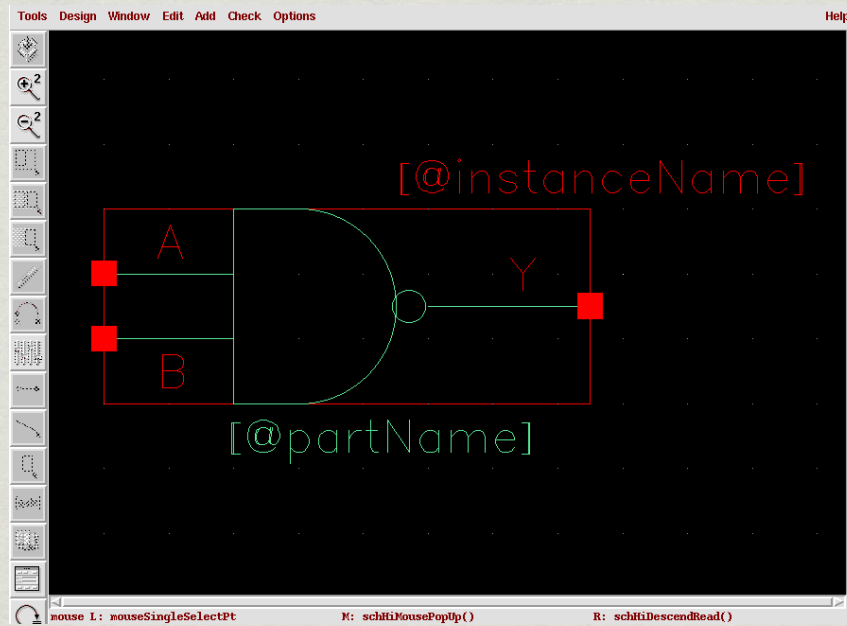 Tools Design Window Edit Add Check Options Help
[@instanceName]
A
Y
B
[@partName]
mouse L: mouseSingleSelectPt M: schHiMousePopUp() R: schHiDescendRead()